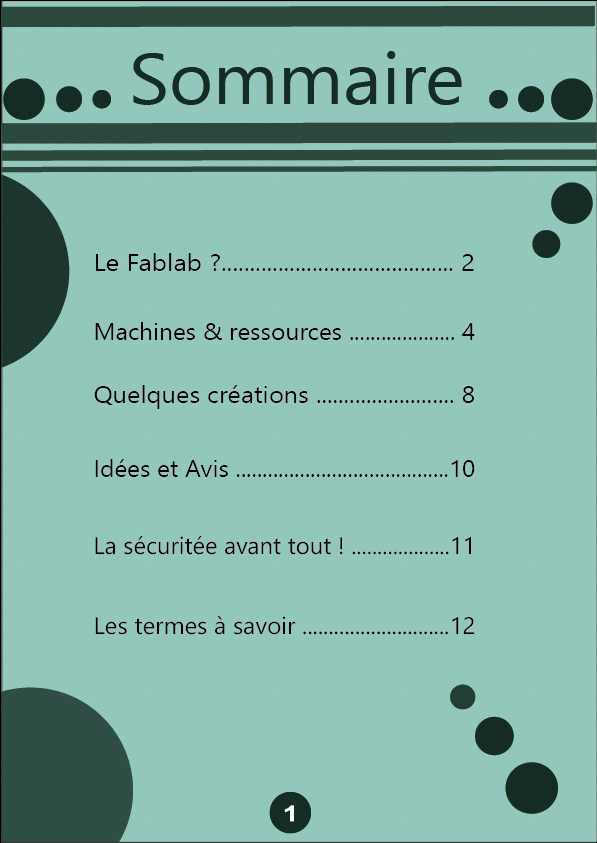 Sommaire
Le Fablab ?......................................... 2
Machines & ressources .................... 4
Quelques créations ......................... 8
Idées et Avis ........................................10
La sécuritée avant tout ! ...................11
Les termes à savoir ............................12
1